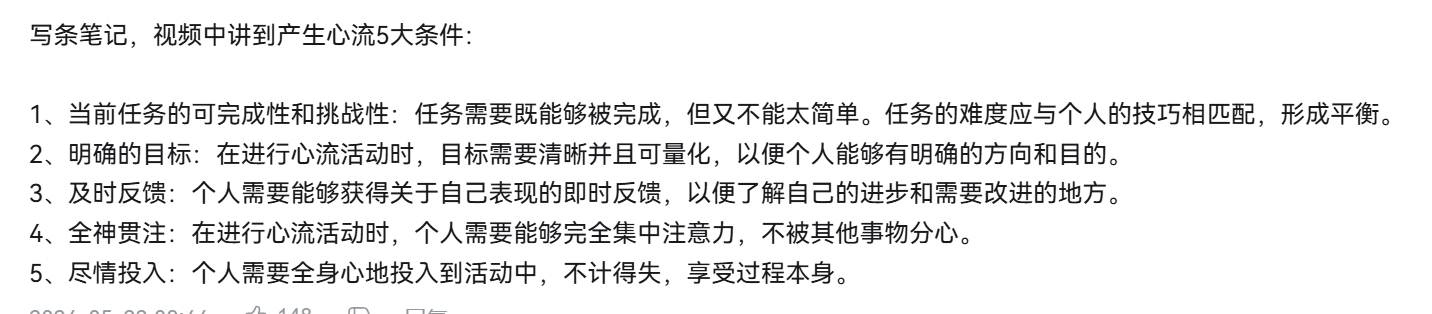 写条笔记，视频中讲到产生心流5大条件：
1、当前任务的可完成性和挑战性：任务需要既能够被完成，但又不能太简单。任务的难度应与个人的技巧相匹配，形成平衡。
2、明确的目标：在进行心流活动时，目标需要清晰并且可量化，以便个人能够有明确的方向和目的。
3、及时反馈：个人需要能够获得关于自己表现的即时反馈，以便了解自己的进步和需要改进的地方。
4、全神贯注：在进行心流活动时，个人需要能够完全集中注意力，不被其他事物分心。
5、尽情投入：个人需要全身心地投入到活动中，不计得失，享受过程本身。
148 回复